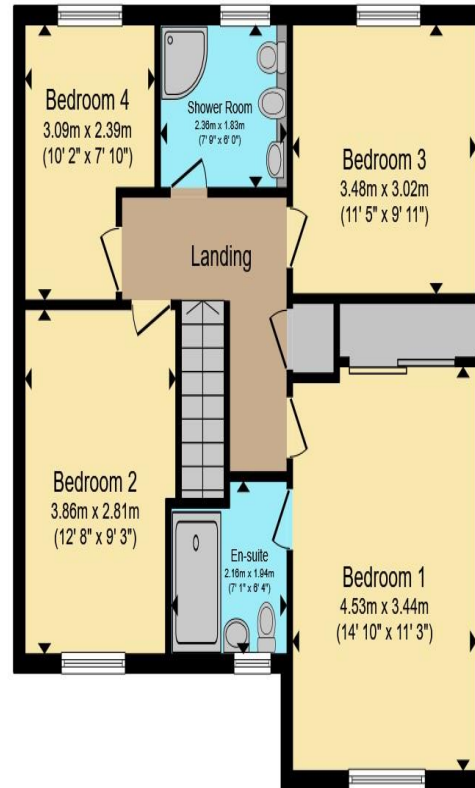 Bedroom 4
3.09m x 2.39m
(10' 2" x 7' 10")
Shower Room
2.36m x 1.83m
(7' 9" x 6' 0")
Bedroom 3
3.48m x 3.02m
(11' 5" x 9' 11")
Landing
Bedroom 2
3.86m x 2.81m
(12' 8" x 9' 3")
En-suite
2.16m x 1.94m
(7' 1" x 6' 4")
Bedroom 1
4.53m x 3.44m
(14' 10" x 11' 3")